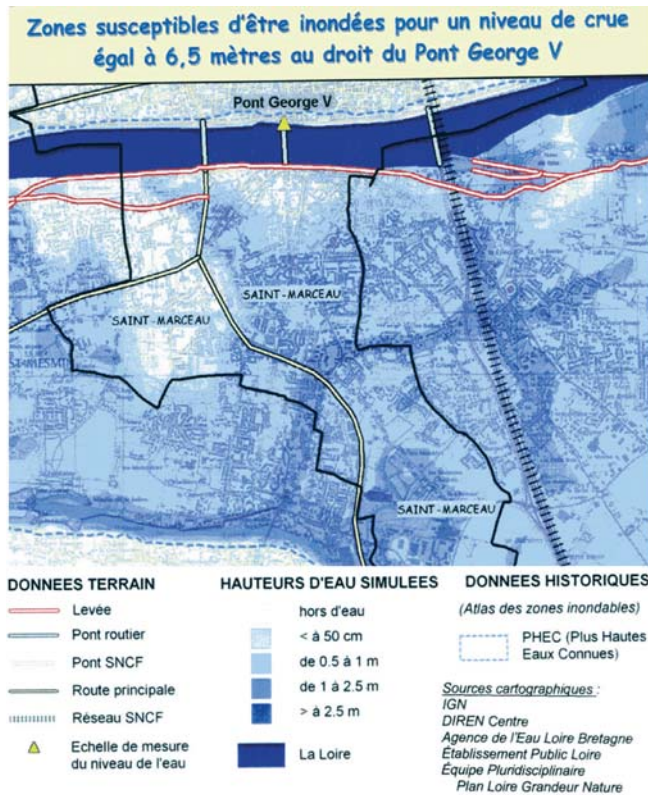 Zones susceptibles d'être inondées pour un niveau de crue
égal à 6,5 mètres au droit du Pont George V
Pont George V
SAINT-MARCEAU
SAINT-MARCEAU
SAINT-MARCEAU
DONNEES TERRAIN
Levée
Pont routier
Pont SNCF
Route principale
Réseau SNCF
Echelle de mesure
du niveau de l'eau
HAUTEURS D'EAU SIMULEES
hors d'eau
< à 50 cm
de 0.5 à 1 m
de 1 à 2.5 m
> à 2.5 m
La Loire
DONNEES HISTORIQUES
(Atlas des zones inondables)
PHEC (Plus Hautes
Eaux Connues)
Sources cartographiques :
IGN
DIREN Centre
Agence de l'Eau Loire Bretagne
Établissement Public Loire
Équipe Pluridisciplinaire
Plan Loire Grandeur Nature